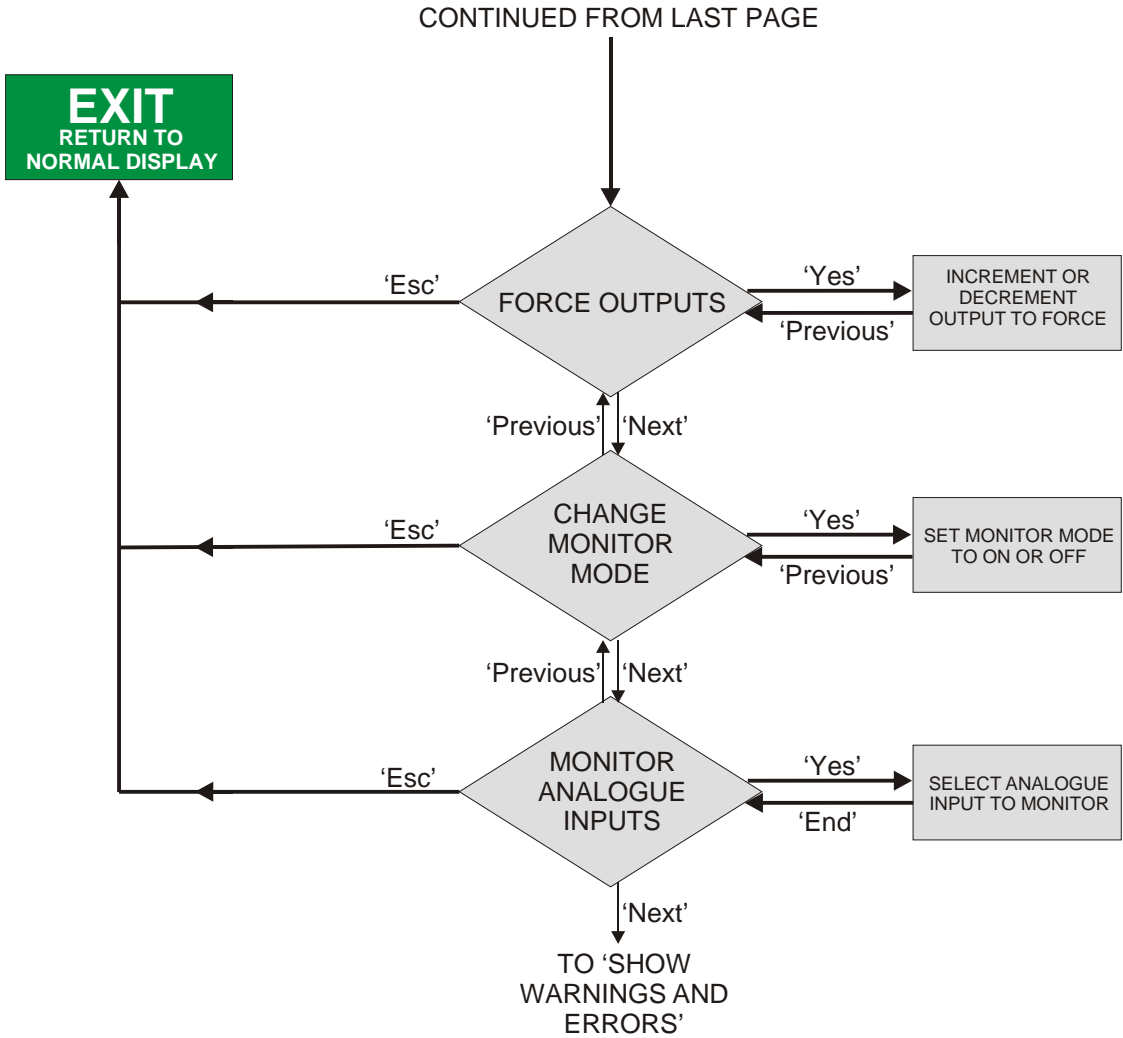 CONTINUED FROM LAST PAGE
EXIT
RETURN TO
NORMAL DISPLAY
‘Esc’
FORCE OUTPUTS
‘Yes’
‘Previous’
INCREMENT OR
DECREMENT
OUTPUT TO FORCE
‘Previous’
‘Next’
‘Esc’
CHANGE
MONITOR
MODE
‘Yes’
‘Previous’
SET MONITOR MODE
TO ON OR OFF
‘Previous’
‘Next’
‘Esc’
MONITOR
ANALOGUE
INPUTS
‘Yes’
‘End’
SELECT ANALOGUE
INPUT TO MONITOR
‘Next’
TO ‘SHOW
WARNINGS AND
ERRORS’